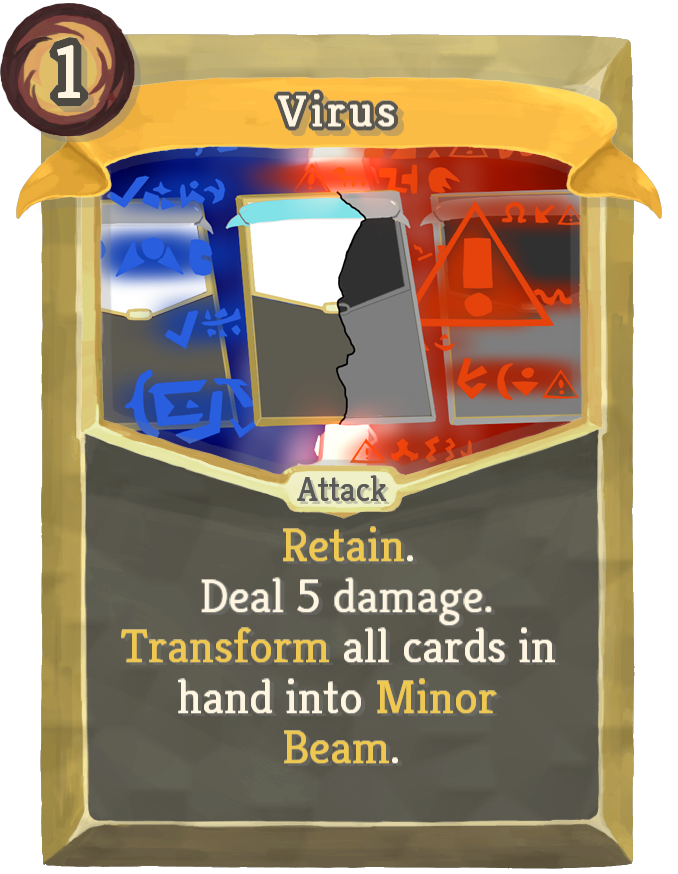 1
Virus
Attack
Retain.
Deal 5 damage.
Transform all cards in
hand into Minor
Beam.